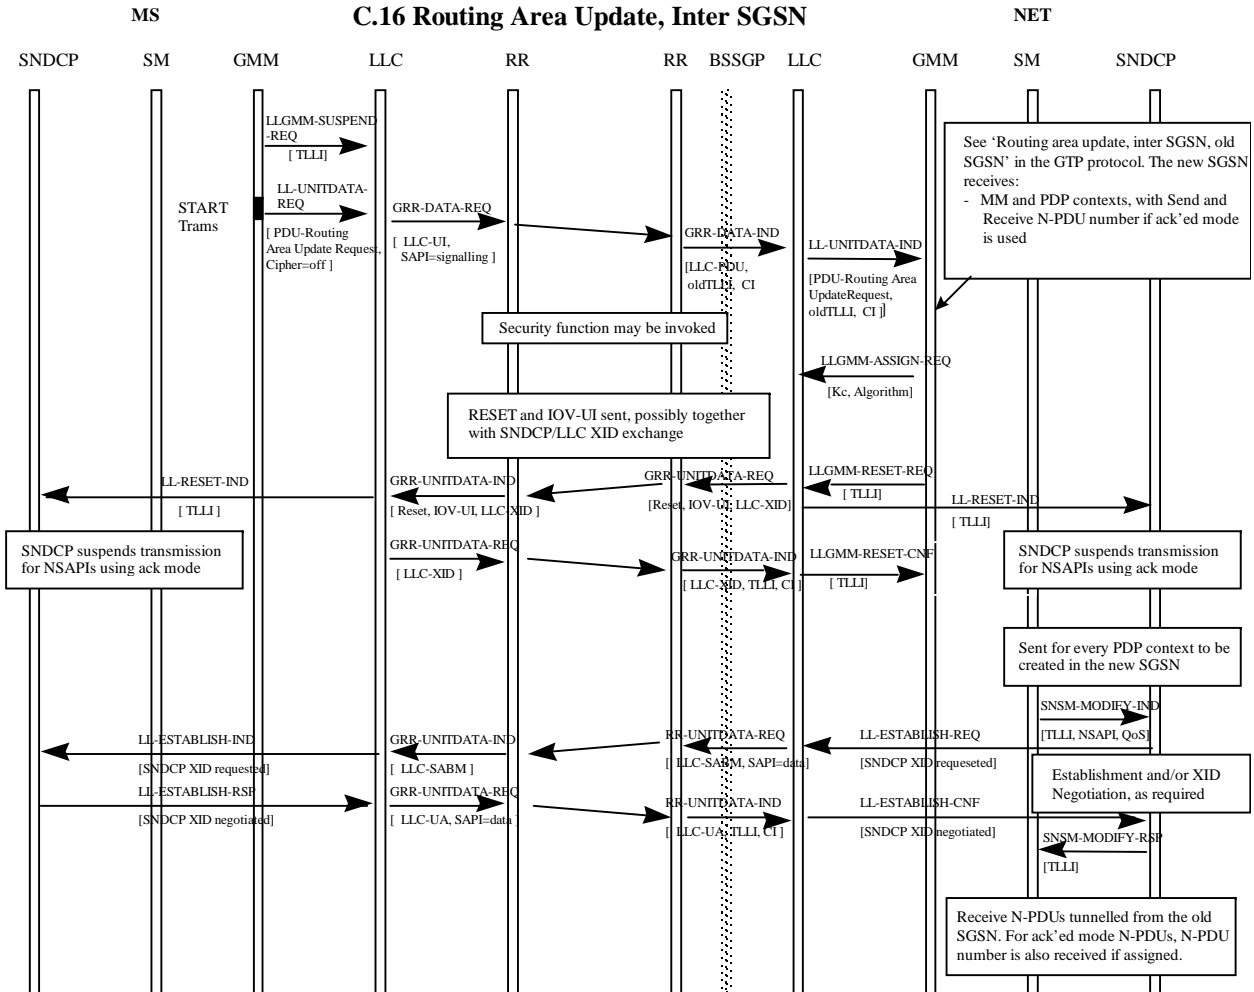 MS
C.16 Routing Area Update, Inter SGSN
NET
SNDCP SM GMM LLC RR RR BSSGP LLC GMM SM SNDCP
LLGMM-SUSPEND
-REQ
[ TLLI]
See ‘Routing area update, inter SGSN, old
SGSN’ in the GTP protocol. The new SGSN
receives:
- MM and PDP contexts, with Send and
Receive N-PDU number if ack’ed mode
is used
START
Trams
LL-UNITDATA-
REQ
[ PDU-Routing
Area Update Request,
Cipher=off ]
GRR-DATA-REQ
[ LLC-UI,
SAPI=signalling ]
GRR-DATA-IND
[LLC-PDU,
oldTLLI, CI
LL-UNITDATA-IND
[PDU-Routing Area
UpdateRequest,
oldTLLI, CI ]]
Security function may be invoked
LLGMM-ASSIGN-REQ
[Kc, Algorithm]
RESET and IOV-UI sent, possibly together
with SNDCP/LLC XID exchange
LL-RESET-IND
[ TLLI ]
GRR-UNITDATA-IND
[ Reset, IOV-UI, LLC-XID ]
GRR-UNITDATA-REQ
[Reset, IOV-UI, LLC-XID]
LLGMM-RESET-REQ
[ TLLI]
LL-RESET-IND
[ TLLI]
SNDCP suspends transmission
for NSAPIs using ack mode
GRR-UNITDATA-REQ
[ LLC-XID ]
GRR-UNITDATA-IND
[ LLC-XID, TLLI, CI ]
LLGMM-RESET-CNF
[ TLLI]
SNDCP suspends transmission
for NSAPIs using ack mode
Sent for every PDP context to be
created in the new SGSN
SNSM-MODIFY-IND
[TLLI, NSAPI, QoS]
LL-ESTABLISH-IND
[SNDCP XID requested]
GRR-UNITDATA-IND
[ LLC-SABM ]
RR-UNITDATA-REQ
[ LLC-SABM, SAPI=data]
LL-ESTABLISH-REQ
[SNDCP XID requeseted]
Establishment and/or XID
Negotiation, as required
LL-ESTABLISH-RSP
[SNDCP XID negotiated]
GRR-UNITDATA-REQ
[ LLC-UA, SAPI=data ]
RR-UNITDATA-IND
[ LLC-UA, TLLI, CI ]
LL-ESTABLISH-CNF
[SNDCP XID negotiated]
SNSM-MODIFY-RSP
[TLLI]
Receive N-PDUs tunnelled from the old
SGSN. For ack’ed mode N-PDUs, N-PDU
number is also received if assigned.